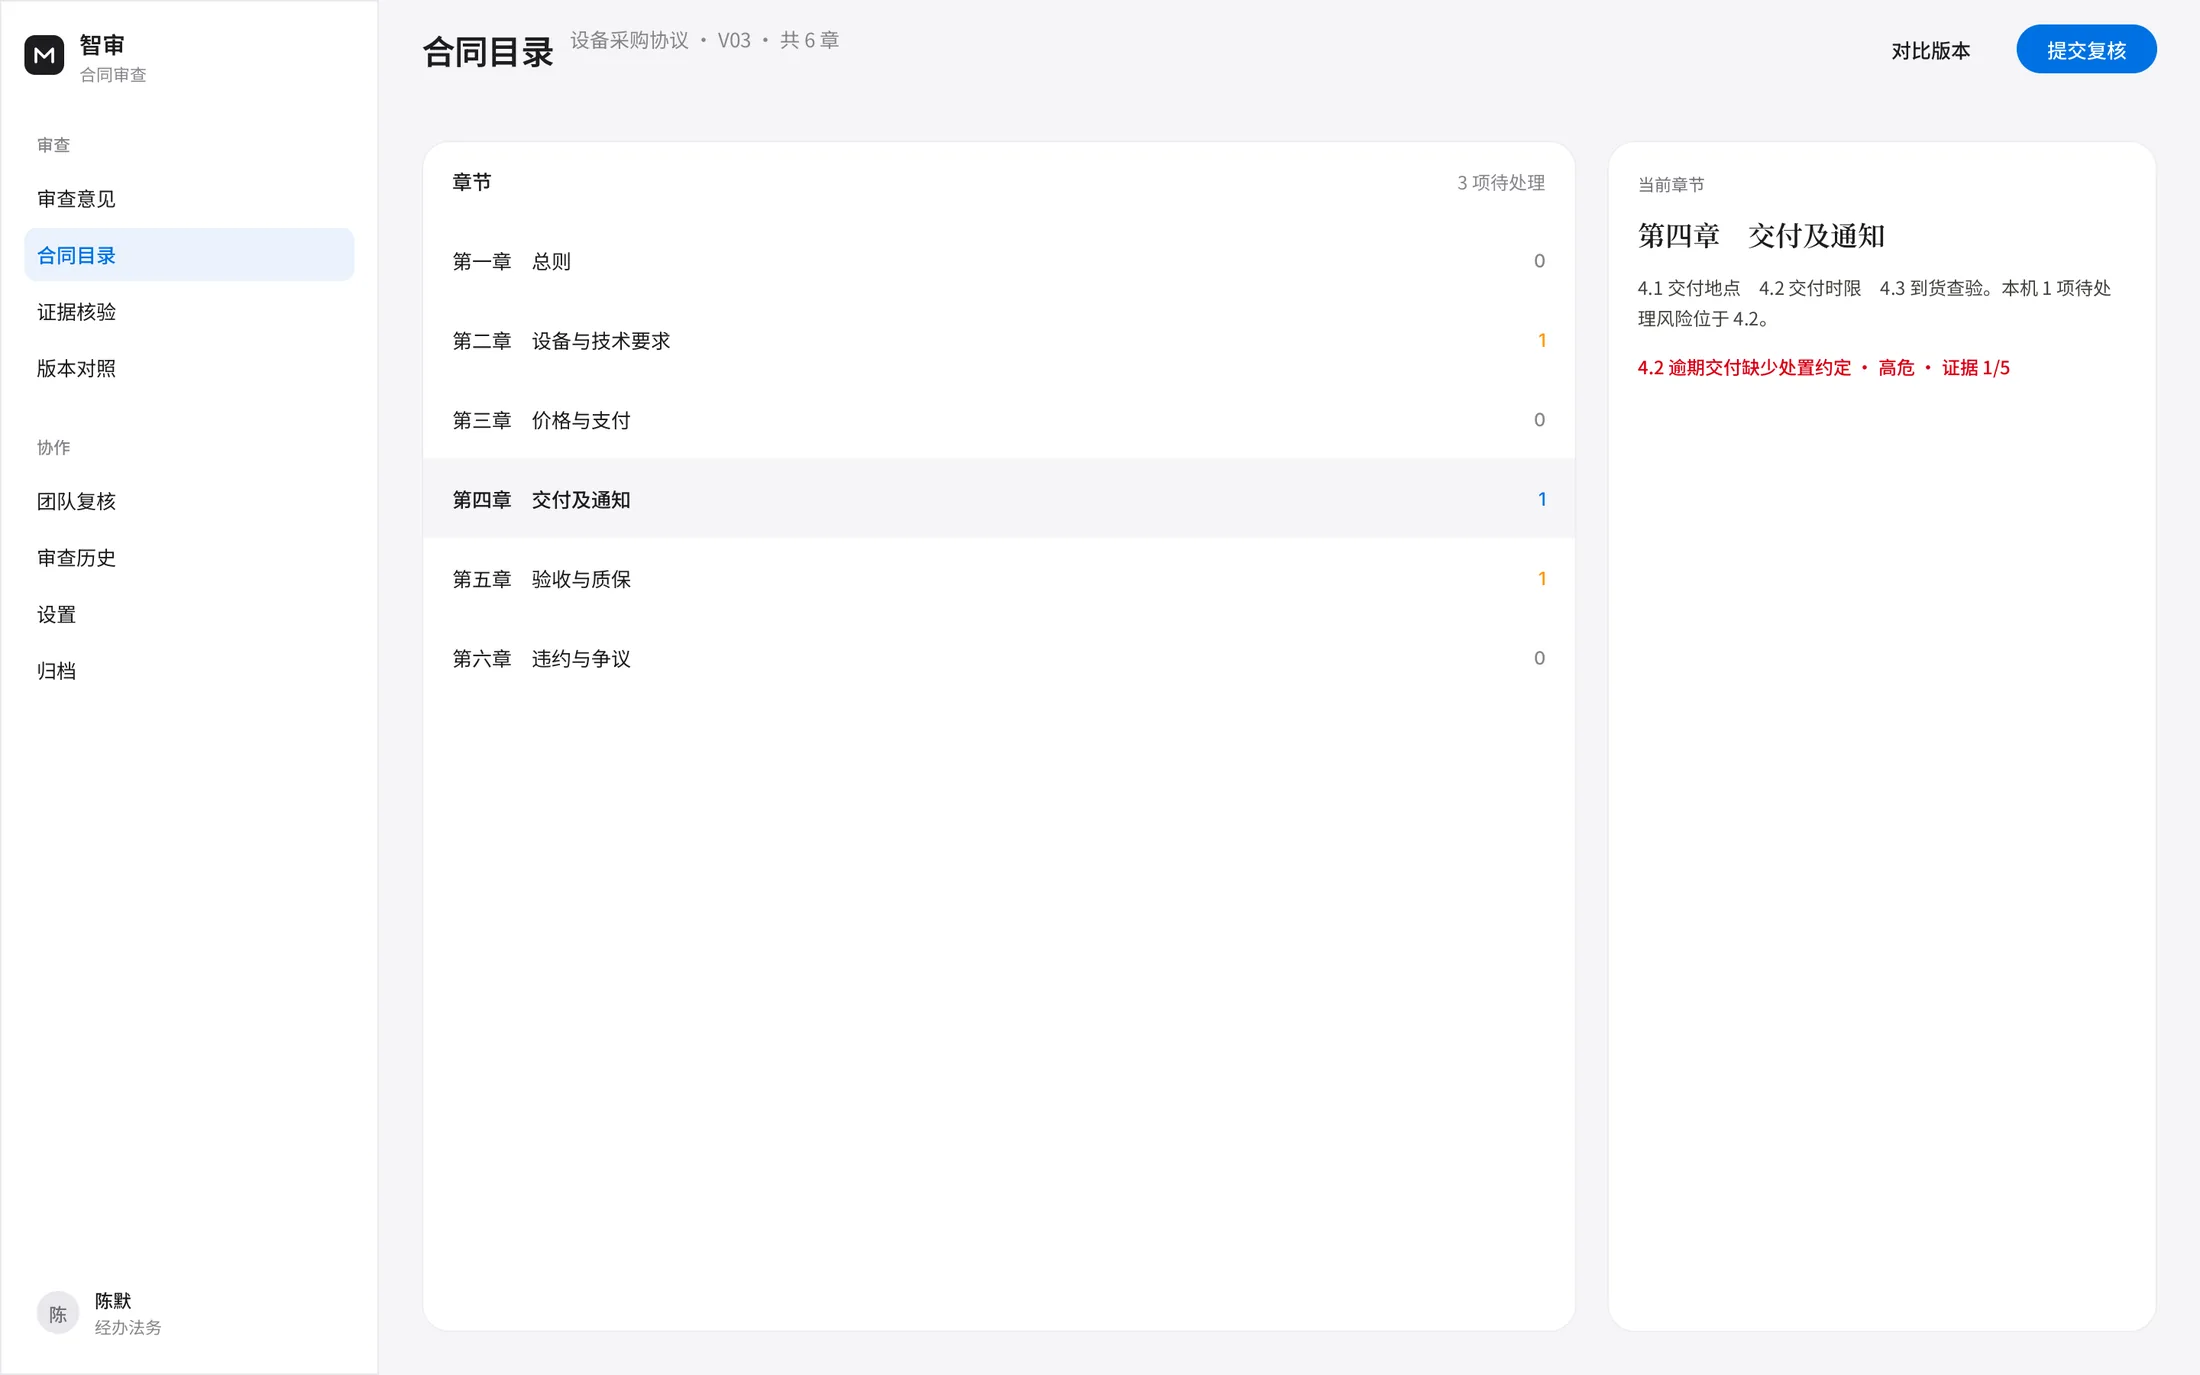 智审
合同审查
审查
审查意见
合同目录
证据核验
版本对照
协作
团队复核
审查历史
设置
归档
陈
陈默
经办法务
合同目录 设备采购协议 · V03 · 共 6 章
对比版本
提交复核
章节 3 项待处理
第一章 总则 0
第二章 设备与技术要求 1
第三章 价格与支付 0
第四章 交付及通知 1
第五章 验收与质保 1
第六章 违约与争议 0
当前章节
第四章 交付及通知
4.1 交付地点 4.2 交付时限 4.3 到货查验。本机 1 项待处
理风险位于 4.2。
4.2 逾期交付缺少处置约定 · 高危 · 证据 1/5